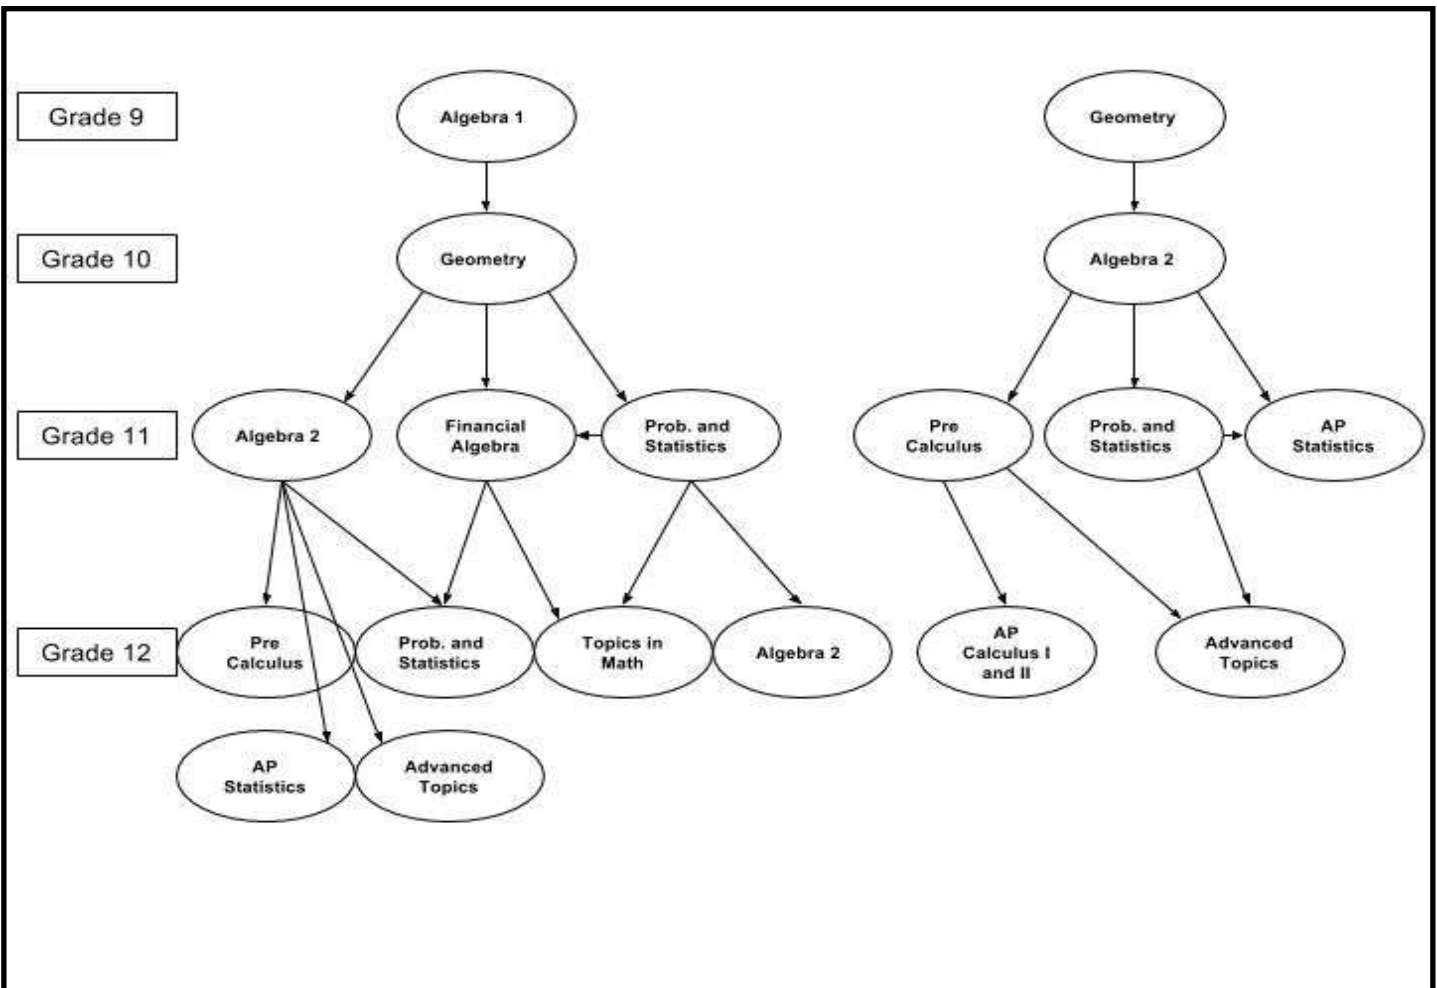 Grade 9
Algebra 1
Geometry
Grade 10
Geometry
Algebra 2
Grade 11
Algebra 2
Financial
Algebra
Prob. and
Statistics
Pre
Calculus
Prob. and
Statistics
AP
Statistics
Grade 12
Pre
Calculus
Prob. and
Statistics
Topics in
Math
Algebra 2
AP
Calculus I
and II
Advanced
Topics
AP
Statistics
Advanced
Topics